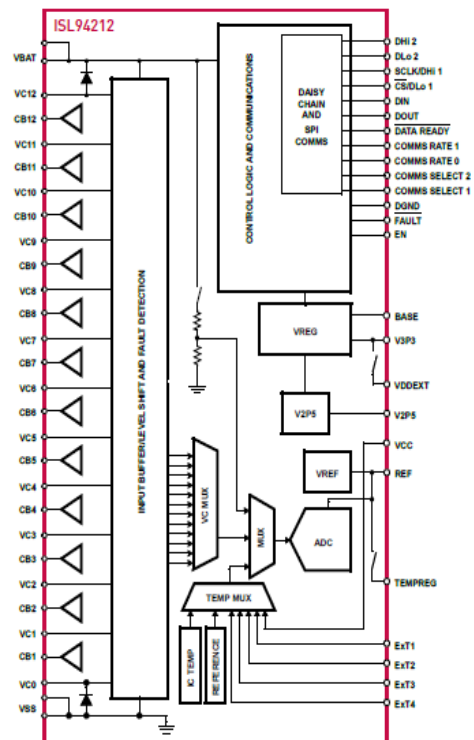 ISL94212
VBAT
VC12
CB12
VC11
CB11
VC10
CB10
VC9
CB9
VC8
CB8
VC7
CB7
VC6
CB6
VC5
CB5
VC4
CB4
VC3
CB3
VC2
CB2
VC1
CB1
VC0
VSS
INPUT BUFFER/LEVEL SHIFT AND FAULT DETECTION
CONTROL LOGIC AND COMMUNICATIONS
DAISY
CHAIN
AND
SPI
COMMS
VREG
V2P5
VREF
VC MUX
MUX
ADC
TEMP MUX
IC TEMP
REFERENCE
DHi 2
DLo 2
SCLK/DHi 1
CS/DLo 1
DIN
DOUT
DATA READY
COMMS RATE 1
COMMS RATE 0
COMMS SELECT 2
COMMS SELECT 1
DGND
FAULT
EN
BASE
V3P3
VDDEXT
V2P5
VCC
REF
TEMPREG
ExT1
ExT2
ExT3
ExT4